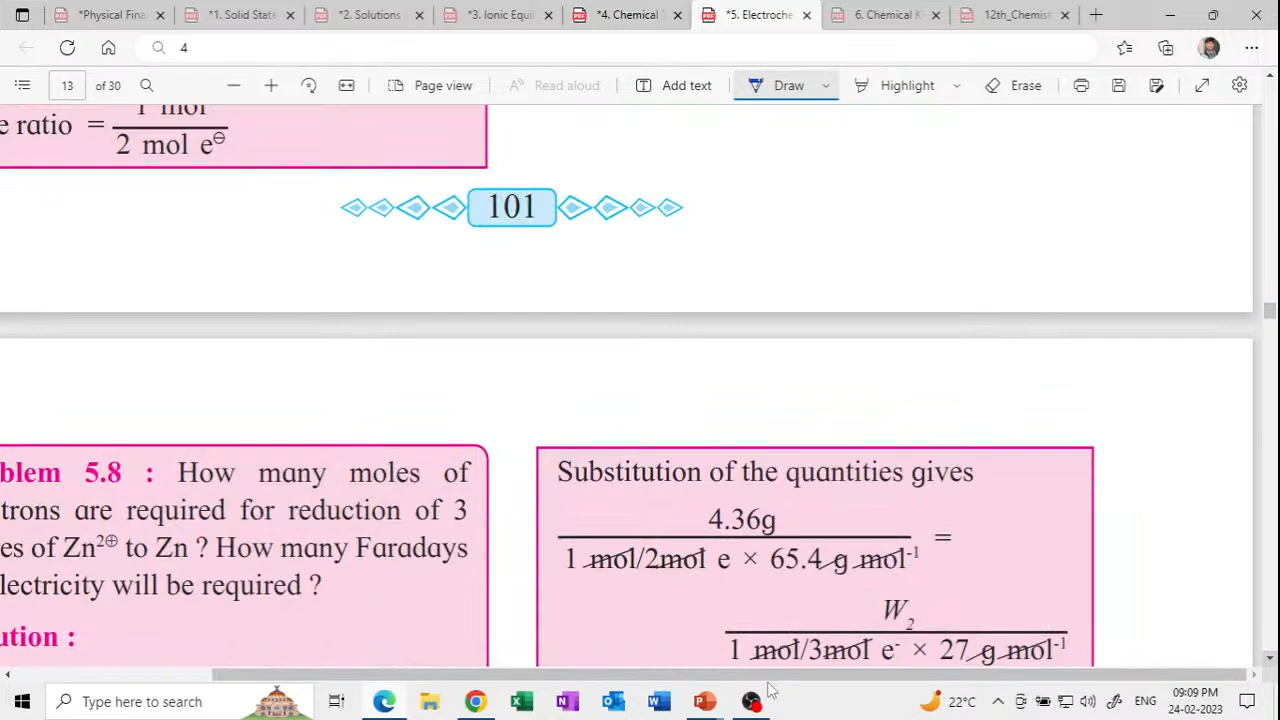 *Physical Fina
*1. Solid State
*2. Solutions
*3. Ionic Equil
*4. Chemical
*5. Electroche
6. Chemical K
12th_Chemist
4
13 of 30
Page view
Read aloud
Add text
Draw
Highlight
Erase
1 mol
e ratio =
2 mol e⊖
101
blem 5.8 : How many moles of
trons are required for reduction of 3
es of Zn2⊕ to Zn ? How many Faradays
lectricity will be required ?
ution :
Substitution of the quantities gives
4.36g
1 mol/2mol e × 65.4 g mol-1 =
W2
1 mol/3mol e- × 27 g mol-1
Type here to search
22°C
ENG
09:09 PM
24-02-2023